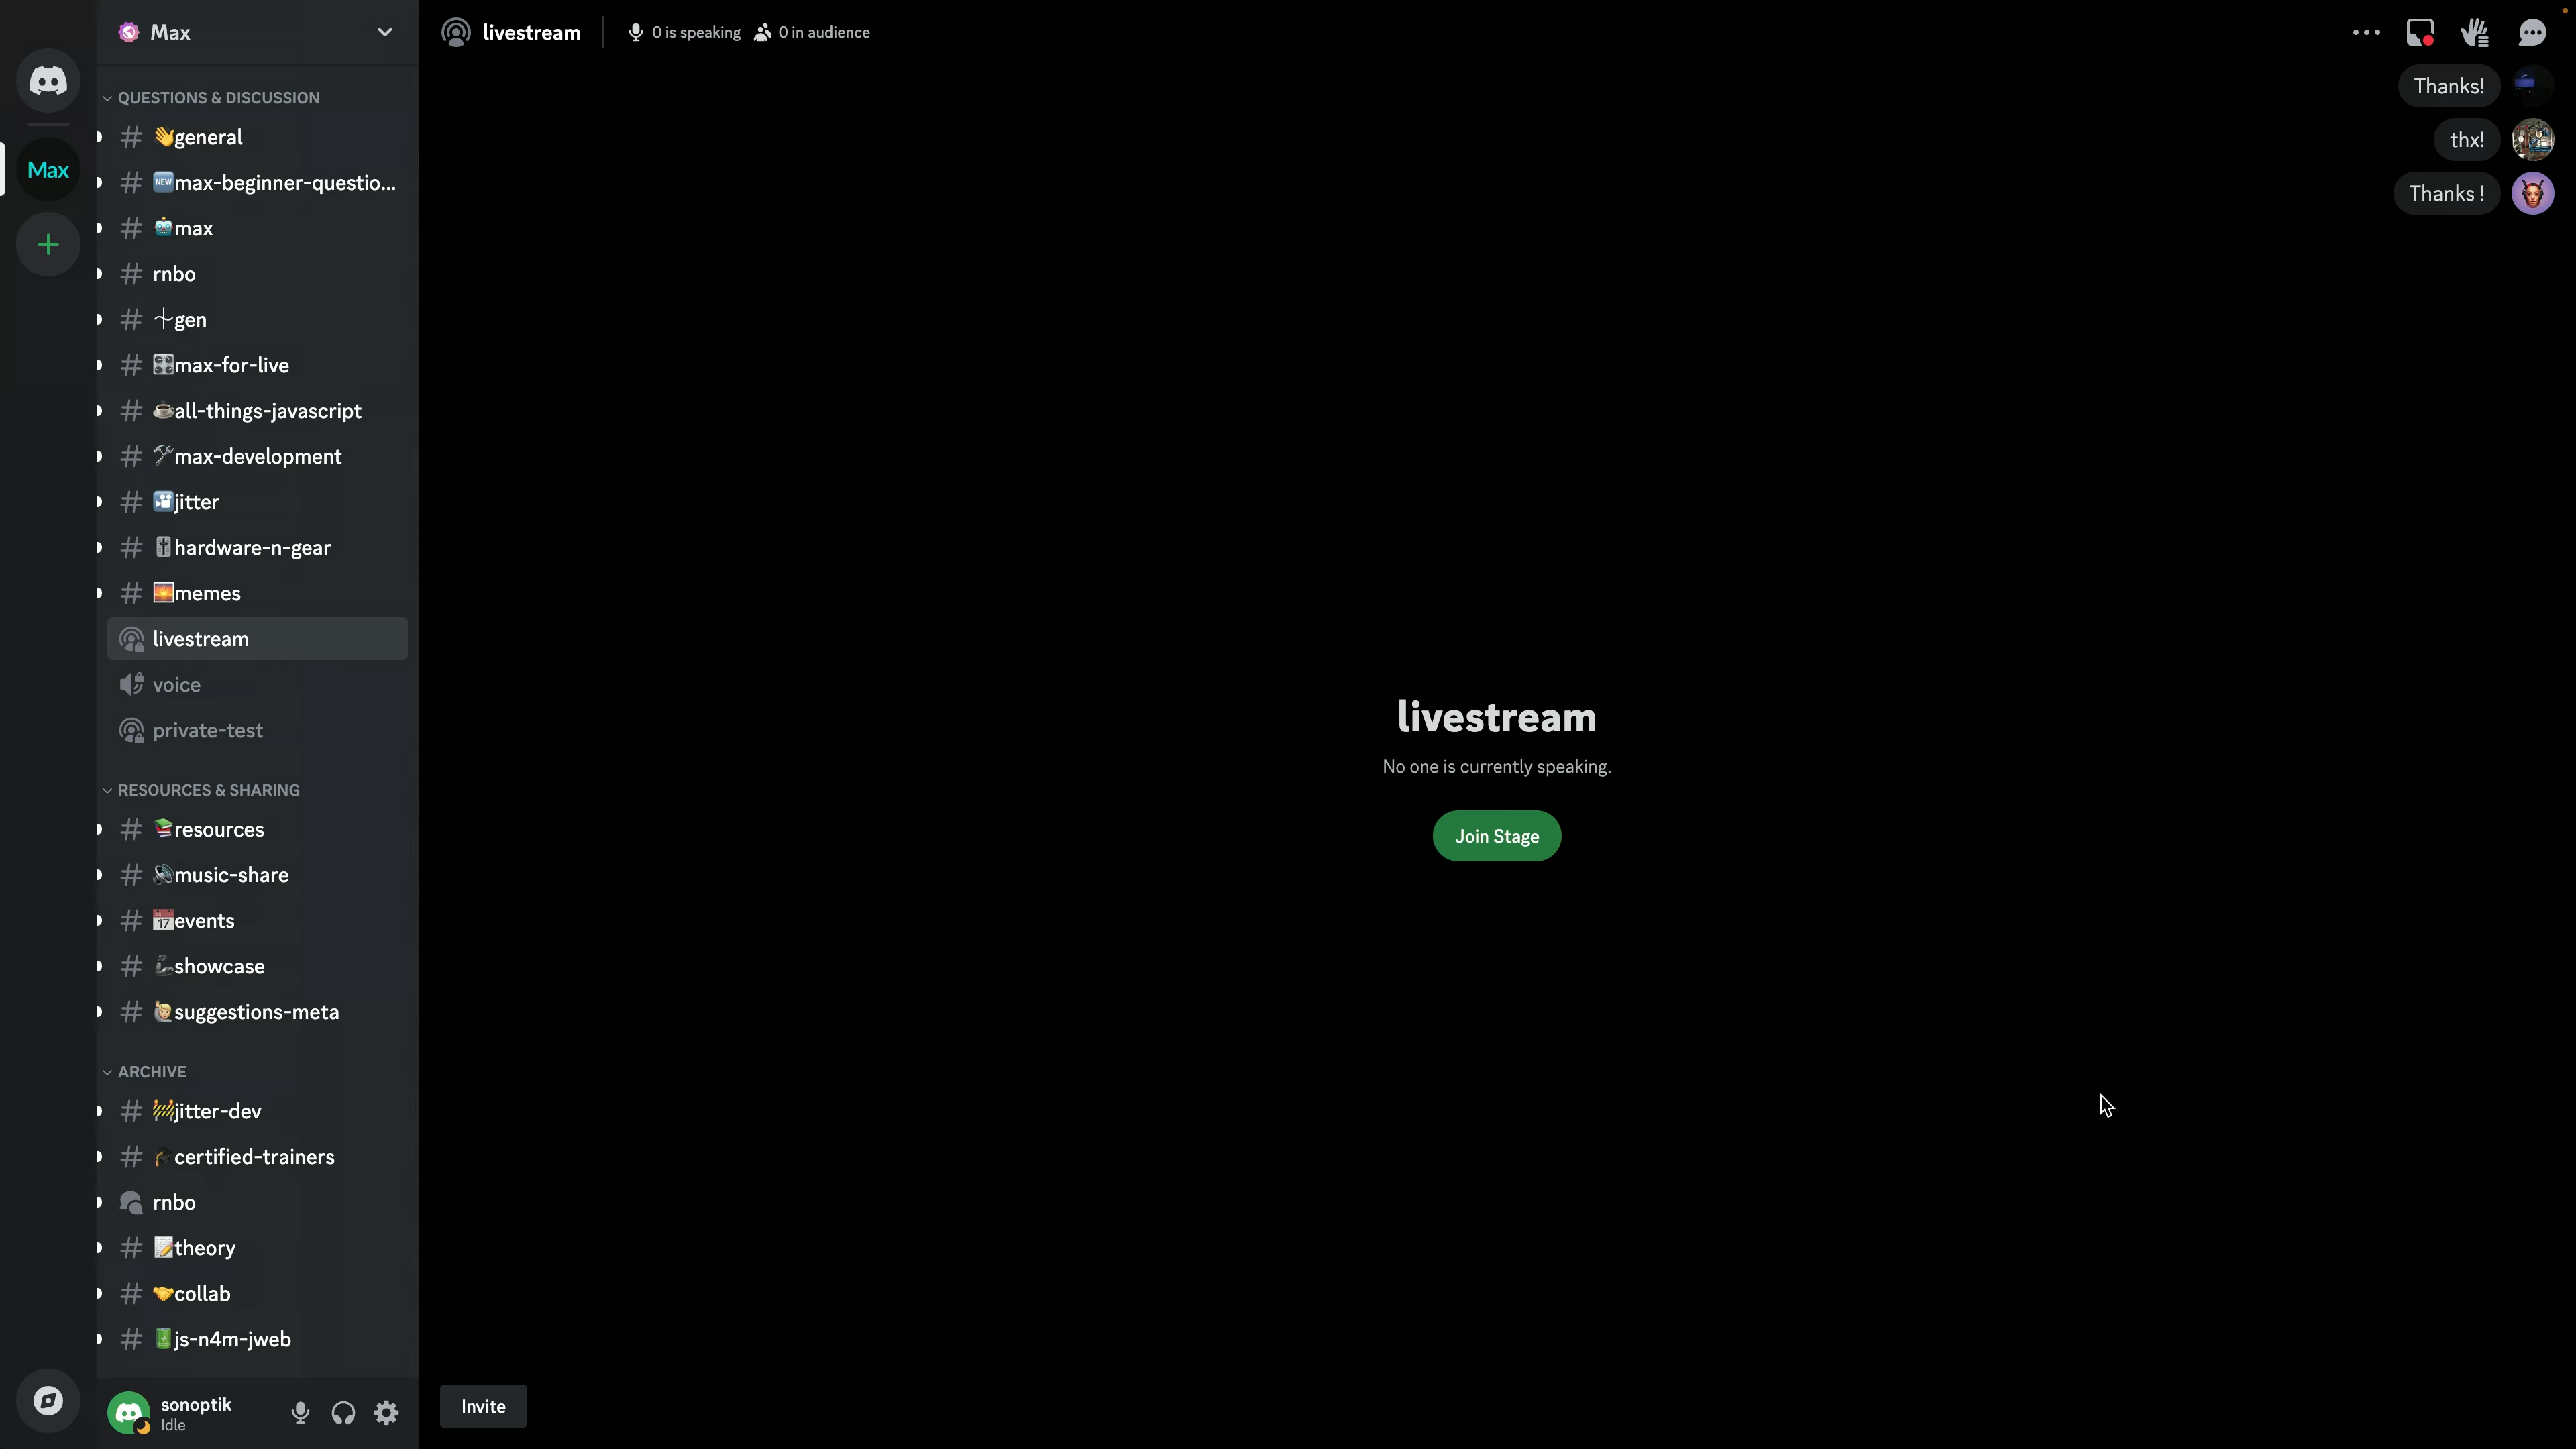 Max
livestream
0 is speaking
0 in audience
Max
Thanks!
thx!
Thanks !
QUESTIONS & DISCUSSION
# 👋general
# 🆕max-beginner-questio...
# 🤖max
# rnbo
# gen
# 🎛max-for-live
# ☕all-things-javascript
# 🛠max-development
# 🎦jitter
# hardware-n-gear
# 🌅memes
livestream
voice
private-test
RESOURCES & SHARING
# 📚resources
# 🔊music-share
# 📅events
# 🦾showcase
# 🙋🏼suggestions-meta
ARCHIVE
# 🚧jitter-dev
# 🎓certified-trainers
rnbo
# 📝theory
# 🤝collab
# 🔋js-n4m-jweb
sonoptik
Idle
livestream
No one is currently speaking.
Join Stage
Invite